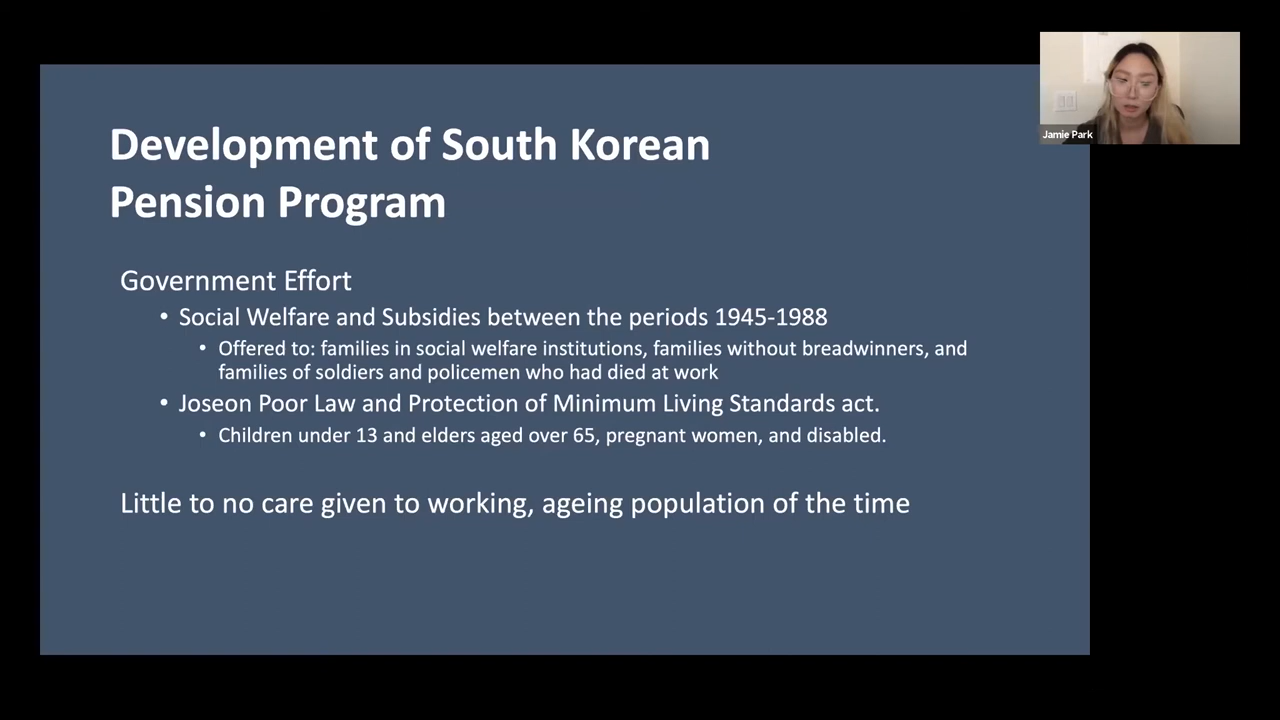 Development of South Korean
Pension Program
Government Effort
• Social Welfare and Subsidies between the periods 1945-1988
• Offered to: families in social welfare institutions, families without breadwinners, and
families of soldiers and policemen who had died at work
• Joseon Poor Law and Protection of Minimum Living Standards act.
• Children under 13 and elders aged over 65, pregnant women, and disabled.
Little to no care given to working, ageing population of the time
Jamie Park